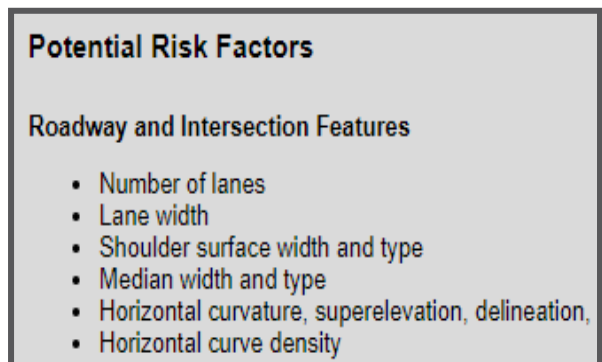 Potential Risk Factors
Roadway and Intersection Features
• Number of lanes
• Lane width
• Shoulder surface width and type
• Median width and type
• Horizontal curvature, superelevation, delineation,
• Horizontal curve density